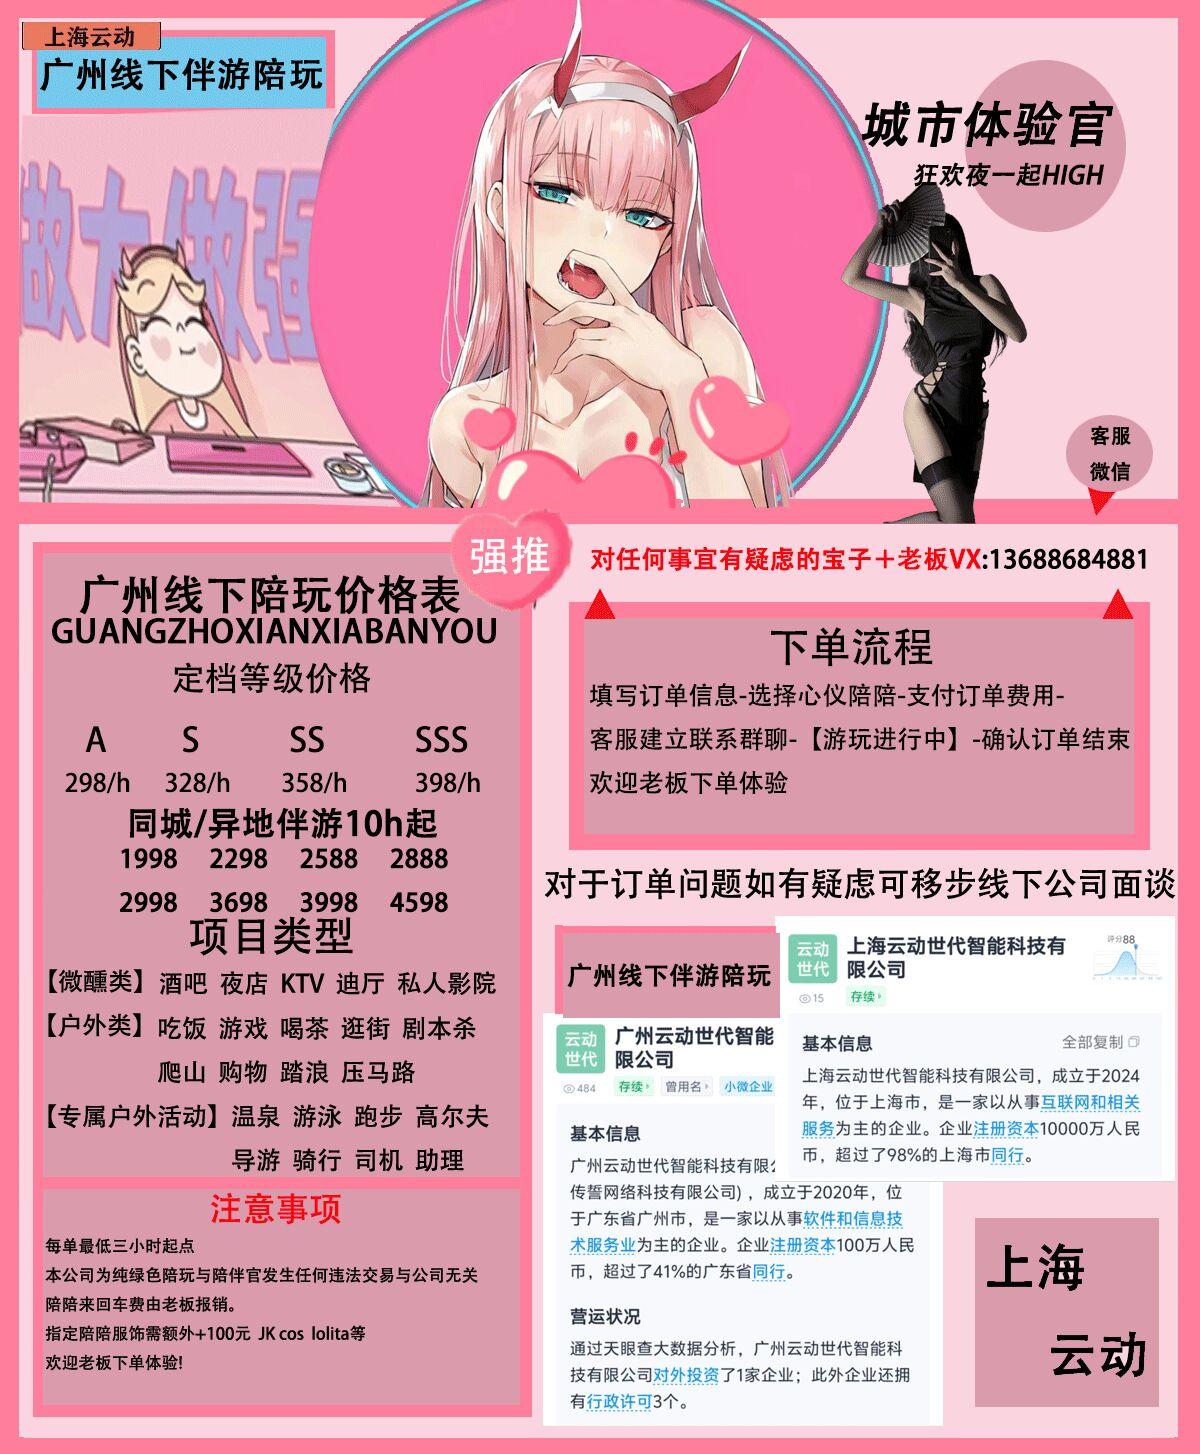 上海云动
广州线下伴游陪玩
做大做强
城市体验官
狂欢夜一起HIGH
客服
微信
强推
对任何事宜有疑虑的宝子＋老板VX:13688684881
广州线下陪玩价格表
GUANGZHOXIANXIABANYOU
定档等级价格
A S SS SSS
298/h 328/h 358/h 398/h
同城/异地伴游10h起
1998 2298 2588 2888
2998 3698 3998 4598
项目类型
【微醺类】酒吧 夜店 KTV 迪厅 私人影院
【户外类】吃饭 游戏 喝茶 逛街 剧本杀
爬山 购物 踏浪 压马路
【专属户外活动】温泉 游泳 跑步 高尔夫
导游 骑行 司机 助理
注意事项
每单最低三小时起点
本公司为纯绿色陪玩与陪伴官发生任何违法交易与公司无关
陪陪来回车费由老板报销。
指定陪陪服饰需额外+100元 JK cos lolita等
欢迎老板下单体验!
下单流程
填写订单信息-选择心仪陪陪-支付订单费用-
客服建立联系群聊-【游玩进行中】-确认订单结束
欢迎老板下单体验
对于订单问题如有疑虑可移步线下公司面谈
广州线下伴游陪玩
云动
世代
上海云动世代智能科技有
限公司
评分88
15
存续
基本信息
全部复制
上海云动世代智能科技有限公司，成立于2024
年，位于上海市，是一家以从事互联网和相关
服务为主的企业。企业注册资本10000万人民
币，超过了98%的上海市同行。
云动
世代
广州云动世代智能
限公司
484
存续 曾用名 小微企业
基本信息
广州云动世代智能科技有限
传誓网络科技有限公司)，成立于2020年，位
于广东省广州市，是一家以从事软件和信息技
术服务业为主的企业。企业注册资本100万人民
币，超过了41%的广东省同行。
营运状况
通过天眼查大数据分析，广州云动世代智能科
技有限公司对外投资了1家企业；此外企业还拥
有行政许可3个。
上海
云动